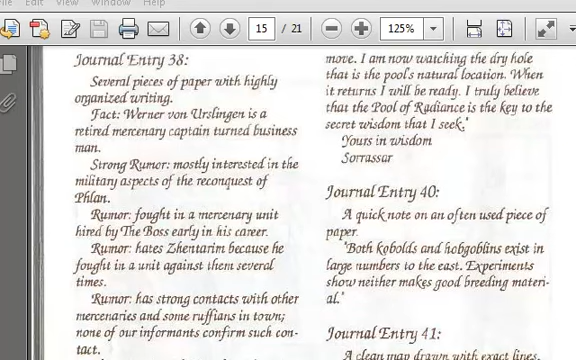 File Edit View Window Help
15 / 21
125%
Journal Entry 38:
Several pieces of paper with highly
organized writing.
Fact: Werner von Urslingen is a
retired mercenary captain turned business
man.
Strong Rumor: mostly interested in the
military aspects of the reconquest of
Phlan.
Rumor: fought in a mercenary unit
hired by The Boss early in his career.
Rumor: hates Zhentarim because he
fought in a unit against them several
times.
Rumor: has strong contacts with other
mercenaries and some ruffians in town;
none of our informants confirm such con-
tact.
move. I am now watching the dry hole
that is the pool's natural location. When
it returns I will be ready. I truly believe
that the Pool of Radiance is the key to the
secret wisdom that I seek."
Yours in wisdom
Sorrassar
Journal Entry 40:
A quick note on an often used piece of
paper.
"Both kobolds and hobgoblins exist in
large numbers to the east. Experiments
show neither makes good breeding materi-
al."
Journal Entry 41:
A clean map drawn with exact lines.